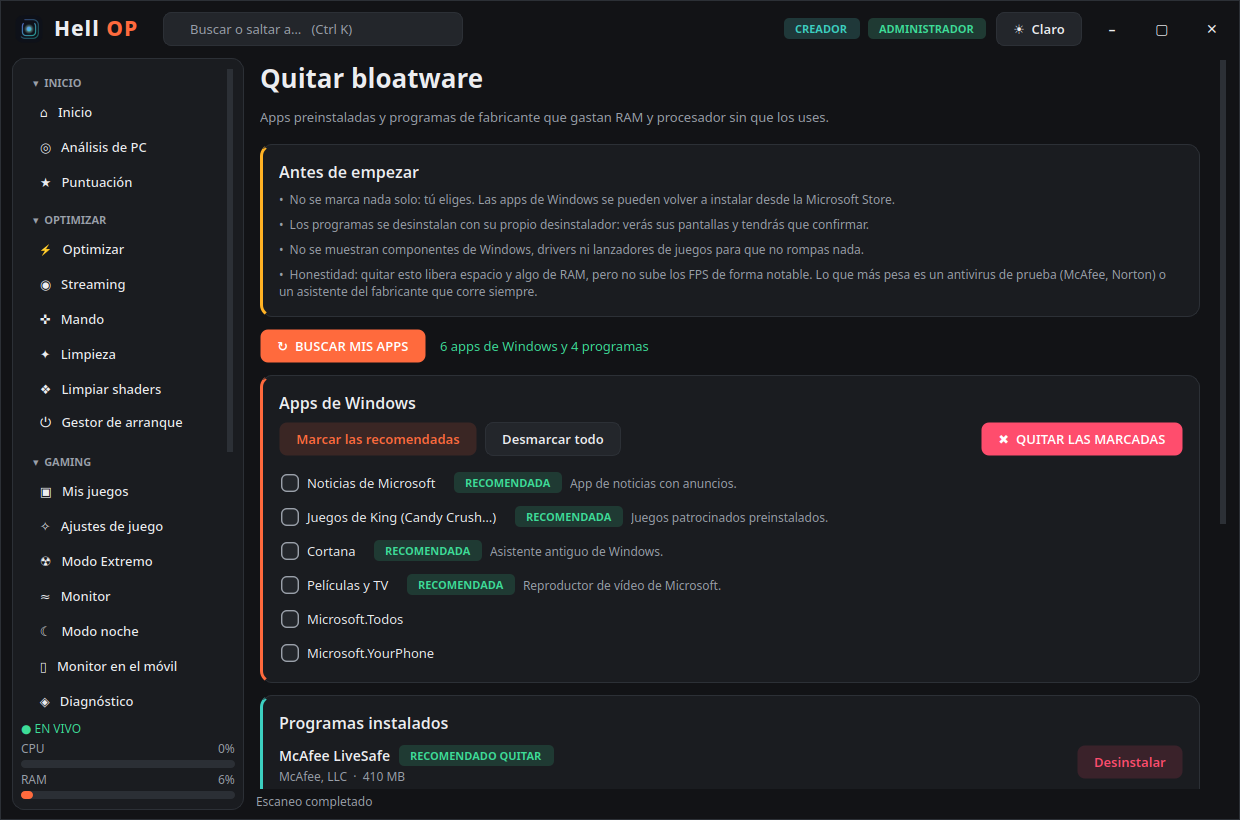 Hell OP
Buscar o saltar a... (Ctrl K)
CREADOR
ADMINISTRADOR
☀ Claro
▾ INICIO
⌂ Inicio
◎ Análisis de PC
★ Puntuación
▾ OPTIMIZAR
⚡ Optimizar
◉ Streaming
✜ Mando
✦ Limpieza
❖ Limpiar shaders
⏻ Gestor de arranque
▾ GAMING
▣ Mis juegos
✧ Ajustes de juego
☢ Modo Extremo
≈ Monitor
☾ Modo noche
▯ Monitor en el móvil
◈ Diagnóstico
● EN VIVO
CPU 0%
RAM 6%
Quitar bloatware
Apps preinstaladas y programas de fabricante que gastan RAM y procesador sin que los uses.
Antes de empezar
• No se marca nada solo: tú eliges. Las apps de Windows se pueden volver a instalar desde la Microsoft Store.
• Los programas se desinstalan con su propio desinstalador: verás sus pantallas y tendrás que confirmar.
• No se muestran componentes de Windows, drivers ni lanzadores de juegos para que no rompas nada.
• Honestidad: quitar esto libera espacio y algo de RAM, pero no sube los FPS de forma notable. Lo que más pesa es un antivirus de prueba (McAfee, Norton) o
un asistente del fabricante que corre siempre.
↻ BUSCAR MIS APPS
6 apps de Windows y 4 programas
Apps de Windows
Marcar las recomendadas
Desmarcar todo
✖ QUITAR LAS MARCADAS
Noticias de Microsoft RECOMENDADA App de noticias con anuncios.
Juegos de King (Candy Crush...) RECOMENDADA Juegos patrocinados preinstalados.
Cortana RECOMENDADA Asistente antiguo de Windows.
Películas y TV RECOMENDADA Reproductor de vídeo de Microsoft.
Microsoft.Todos
Microsoft.YourPhone
Programas instalados
McAfee LiveSafe RECOMENDADO QUITAR
McAfee, LLC · 410 MB
Desinstalar
Escaneo completado